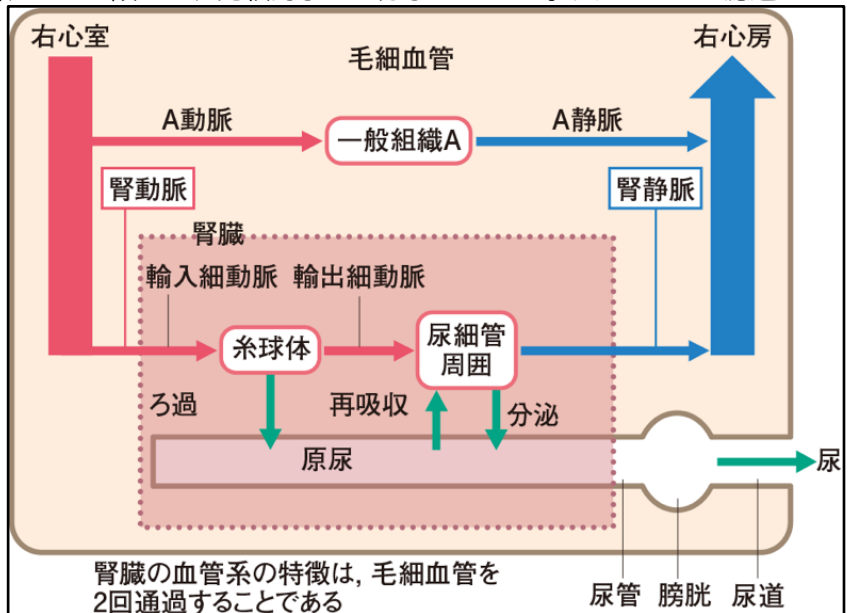 右心室
右心房
毛細血管
A動脈
一般組織A
A静脈
腎動脈
腎静脈
腎臓
輸入細動脈
輸出細動脈
糸球体
尿細管
周囲
ろ過
再吸収
分泌
原尿
尿
腎臓の血管系の特徴は，毛細血管を
2回通過することである
尿管
膀胱
尿道